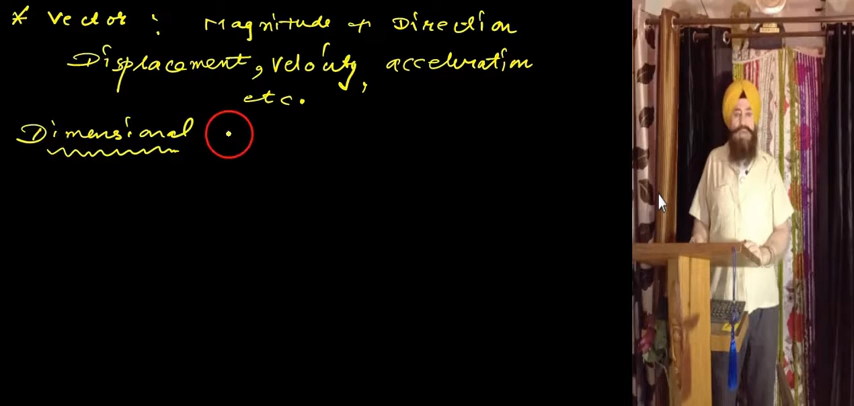 * Vector : Magnitude + Direction
Displacement, Velocity, acceleration
etc.
Dimensional